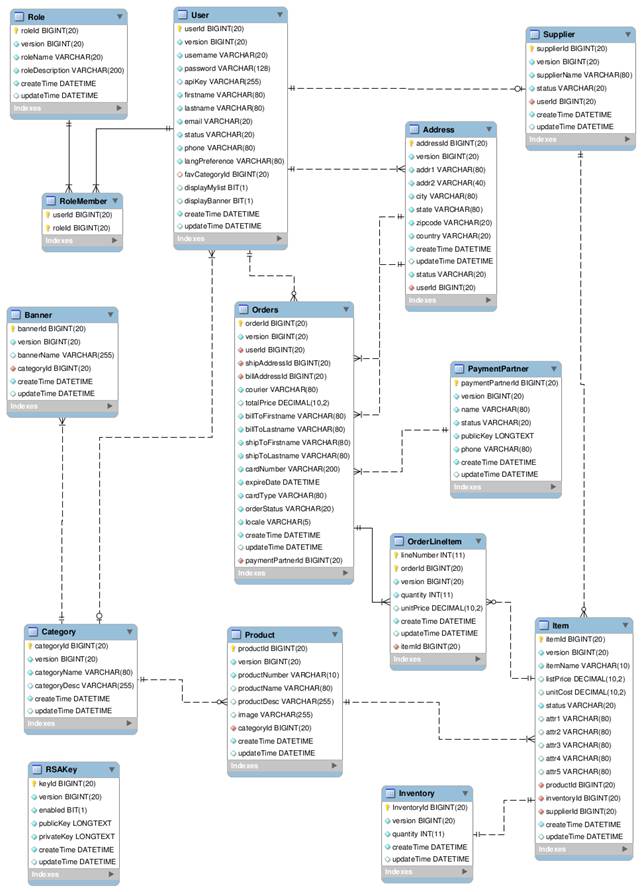 Role
roleId BIGINT(20)
version BIGINT(20)
roleName VARCHAR(20)
roleDescription VARCHAR(200)
createTime DATETIME
updateTime DATETIME
Indexes
User
userId BIGINT(20)
version BIGINT(20)
username VARCHAR(20)
password VARCHAR(128)
apiKey VARCHAR(255)
firstname VARCHAR(80)
lastname VARCHAR(80)
email VARCHAR(20)
status VARCHAR(20)
phone VARCHAR(80)
langPreference VARCHAR(80)
favCategoryId BIGINT(20)
displayMylist BIT(1)
displayBanner BIT(1)
createTime DATETIME
updateTime DATETIME
Indexes
Supplier
supplierId BIGINT(20)
version BIGINT(20)
supplierName VARCHAR(80)
status VARCHAR(20)
userId BIGINT(20)
createTime DATETIME
updateTime DATETIME
Indexes
Address
addressId BIGINT(20)
version BIGINT(20)
addr1 VARCHAR(80)
addr2 VARCHAR(40)
city VARCHAR(80)
state VARCHAR(80)
zipcode VARCHAR(20)
country VARCHAR(20)
createTime DATETIME
updateTime DATETIME
status VARCHAR(20)
userId BIGINT(20)
Indexes
RoleMember
userId BIGINT(20)
roleId BIGINT(20)
Indexes
Banner
bannerId BIGINT(20)
version BIGINT(20)
bannerName VARCHAR(255)
categoryId BIGINT(20)
createTime DATETIME
updateTime DATETIME
Indexes
Orders
orderId BIGINT(20)
version BIGINT(20)
userId BIGINT(20)
shipAddressId BIGINT(20)
billAddressId BIGINT(20)
courier VARCHAR(80)
totalPrice DECIMAL(10,2)
billToFirstname VARCHAR(80)
billToLastname VARCHAR(80)
shipToFirstname VARCHAR(80)
shipToLastname VARCHAR(80)
cardNumber VARCHAR(200)
expireDate DATETIME
cardType VARCHAR(80)
orderStatus VARCHAR(20)
locale VARCHAR(5)
createTime DATETIME
updateTime DATETIME
paymentPartnerId BIGINT(20)
Indexes
PaymentPartner
paymentPartnerId BIGINT(20)
version BIGINT(20)
name VARCHAR(80)
status VARCHAR(20)
publicKey LONGTEXT
phone VARCHAR(80)
createTime DATETIME
updateTime DATETIME
Indexes
OrderLineItem
lineNumber INT(11)
orderId BIGINT(20)
version BIGINT(20)
quantity INT(11)
unitPrice DECIMAL(10,2)
createTime DATETIME
updateTime DATETIME
itemId BIGINT(20)
Indexes
Category
categoryId BIGINT(20)
version BIGINT(20)
categoryName VARCHAR(80)
categoryDesc VARCHAR(255)
createTime DATETIME
updateTime DATETIME
Indexes
Product
productId BIGINT(20)
version BIGINT(20)
productNumber VARCHAR(10)
productName VARCHAR(80)
productDesc VARCHAR(255)
image VARCHAR(255)
categoryId BIGINT(20)
createTime DATETIME
updateTime DATETIME
Indexes
Item
itemId BIGINT(20)
version BIGINT(20)
itemName VARCHAR(10)
listPrice DECIMAL(10,2)
unitCost DECIMAL(10,2)
status VARCHAR(20)
attr1 VARCHAR(80)
attr2 VARCHAR(80)
attr3 VARCHAR(80)
attr4 VARCHAR(80)
attr5 VARCHAR(80)
productId BIGINT(20)
inventoryId BIGINT(20)
supplierId BIGINT(20)
createTime DATETIME
updateTime DATETIME
Indexes
RSAKey
keyId BIGINT(20)
version BIGINT(20)
enabled BIT(1)
publicKey LONGTEXT
privateKey LONGTEXT
createTime DATETIME
updateTime DATETIME
Indexes
Inventory
InventoryId BIGINT(20)
version BIGINT(20)
quantity INT(11)
createTime DATETIME
updateTime DATETIME
Indexes